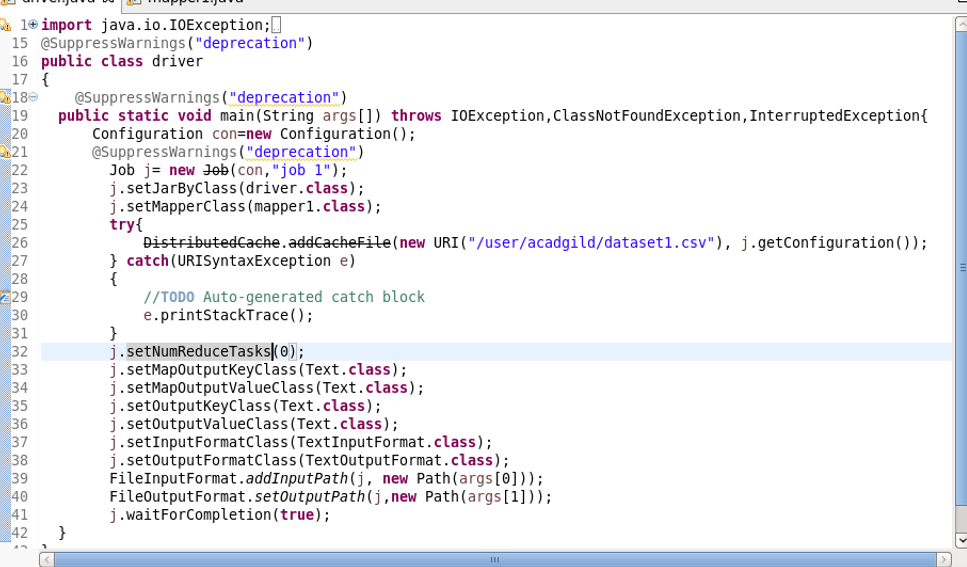 driver.java mapper1.java
1 import java.io.IOException;
15 @SuppressWarnings("deprecation")
16 public class driver
17 {
18 @SuppressWarnings("deprecation")
19 public static void main(String args[]) throws IOException,ClassNotFoundException,InterruptedException{
20 Configuration con=new Configuration();
21 @SuppressWarnings("deprecation")
22 Job j= new Job(con,"job 1");
23 j.setJarByClass(driver.class);
24 j.setMapperClass(mapper1.class);
25 try{
26 DistributedCache.addCacheFile(new URI("/user/acadgild/dataset1.csv"), j.getConfiguration());
27 } catch(URISyntaxException e)
28 {
29 //TODO Auto-generated catch block
30 e.printStackTrace();
31 }
32 j.setNumReduceTasks(0);
33 j.setMapOutputKeyClass(Text.class);
34 j.setMapOutputValueClass(Text.class);
35 j.setOutputKeyClass(Text.class);
36 j.setOutputValueClass(Text.class);
37 j.setInputFormatClass(TextInputFormat.class);
38 j.setOutputFormatClass(TextOutputFormat.class);
39 FileInputFormat.addInputPath(j, new Path(args[0]));
40 FileOutputFormat.setOutputPath(j,new Path(args[1]));
41 j.waitForCompletion(true);
42 }
43 }